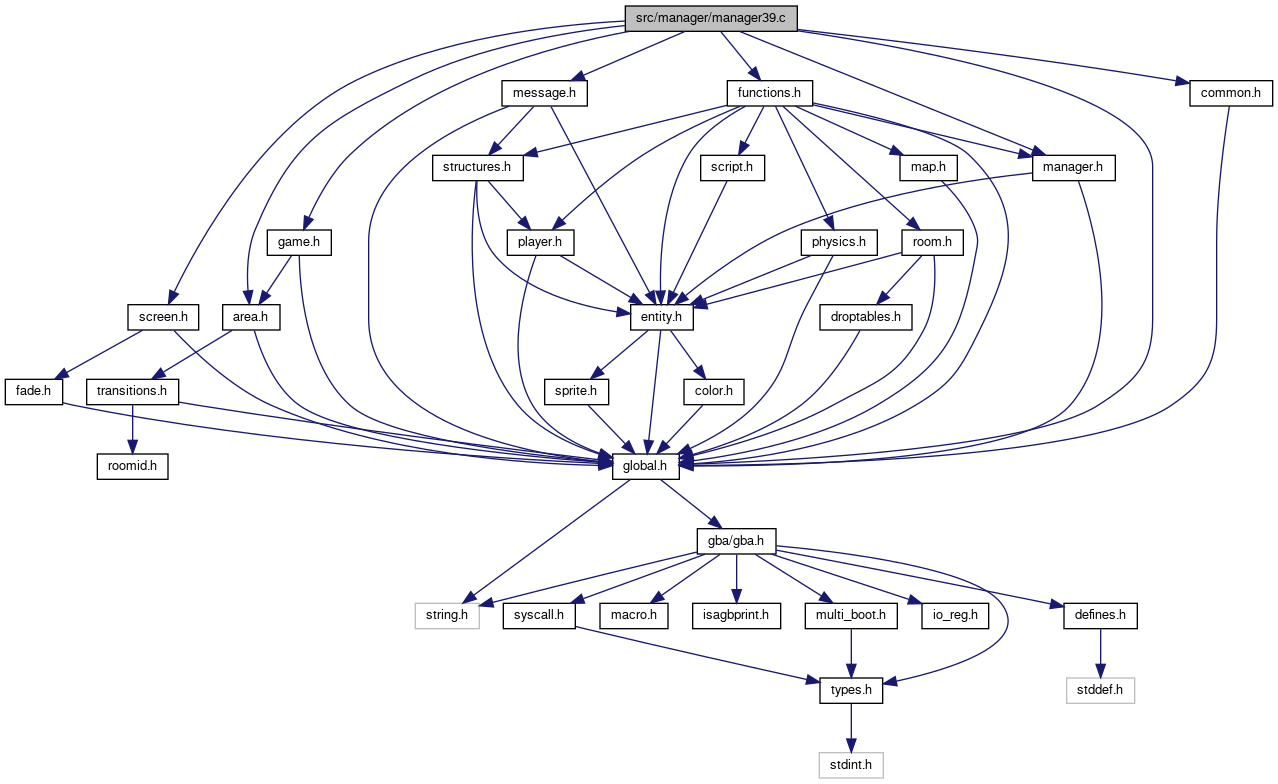 src/manager/manager39.c
message.h
functions.h
common.h
structures.h
script.h
map.h
manager.h
game.h
player.h
physics.h
room.h
screen.h
area.h
entity.h
droptables.h
fade.h
transitions.h
sprite.h
color.h
roomid.h
global.h
gba/gba.h
string.h
syscall.h
macro.h
isagbprint.h
multi_boot.h
io_reg.h
defines.h
types.h
stddef.h
stdint.h